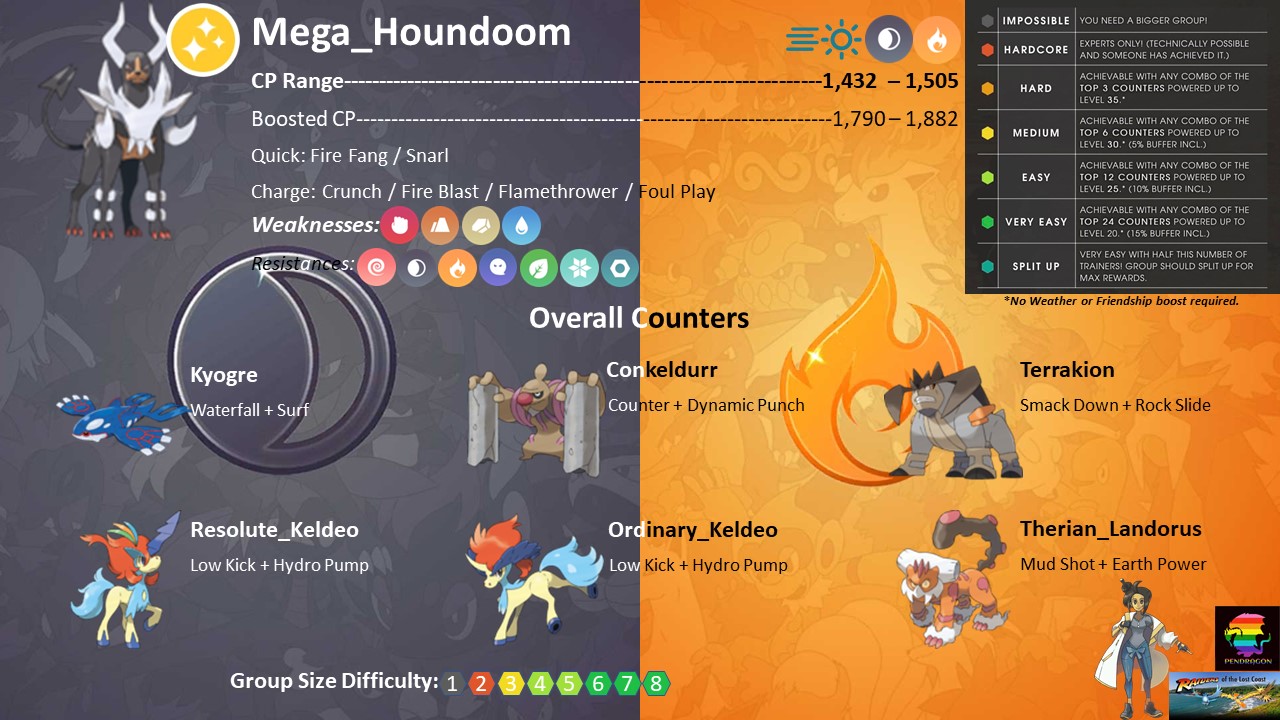 Mega_Houndoom
CP Range--------------------------------------------------------------------1,432 – 1,505
Boosted CP--------------------------------------------------------------------1,790 – 1,882
Quick: Fire Fang / Snarl
Charge: Crunch / Fire Blast / Flamethrower / Foul Play
Weaknesses:
Resistances:
IMPOSSIBLE YOU NEED A BIGGER GROUP!
HARDCORE EXPERTS ONLY! (TECHNICALLY POSSIBLE
AND SOMEONE HAS ACHIEVED IT.)
HARD ACHIEVABLE WITH ANY COMBO OF THE
TOP 3 COUNTERS POWERED UP TO
LEVEL 35.*
MEDIUM ACHIEVABLE WITH ANY COMBO OF THE
TOP 6 COUNTERS POWERED UP TO
LEVEL 30.* (5% BUFFER INCL.)
EASY ACHIEVABLE WITH ANY COMBO OF THE
TOP 12 COUNTERS POWERED UP TO
LEVEL 25.* (10% BUFFER INCL.)
VERY EASY ACHIEVABLE WITH ANY COMBO OF THE
TOP 24 COUNTERS POWERED UP TO
LEVEL 20.* (15% BUFFER INCL.)
SPLIT UP VERY EASY WITH HALF THIS NUMBER OF
TRAINERS! GROUP SHOULD SPLIT UP FOR
MAX REWARDS.
*No Weather or Friendship boost required.
Overall Counters
Kyogre
Waterfall + Surf
Conkeldurr
Counter + Dynamic Punch
Terrakion
Smack Down + Rock Slide
Resolute_Keldeo
Low Kick + Hydro Pump
Ordinary_Keldeo
Low Kick + Hydro Pump
Therian_Landorus
Mud Shot + Earth Power
Group Size Difficulty: 1 2 3 4 5 6 7 8
PENDRAGON
RAIDERS of the Lost Coast